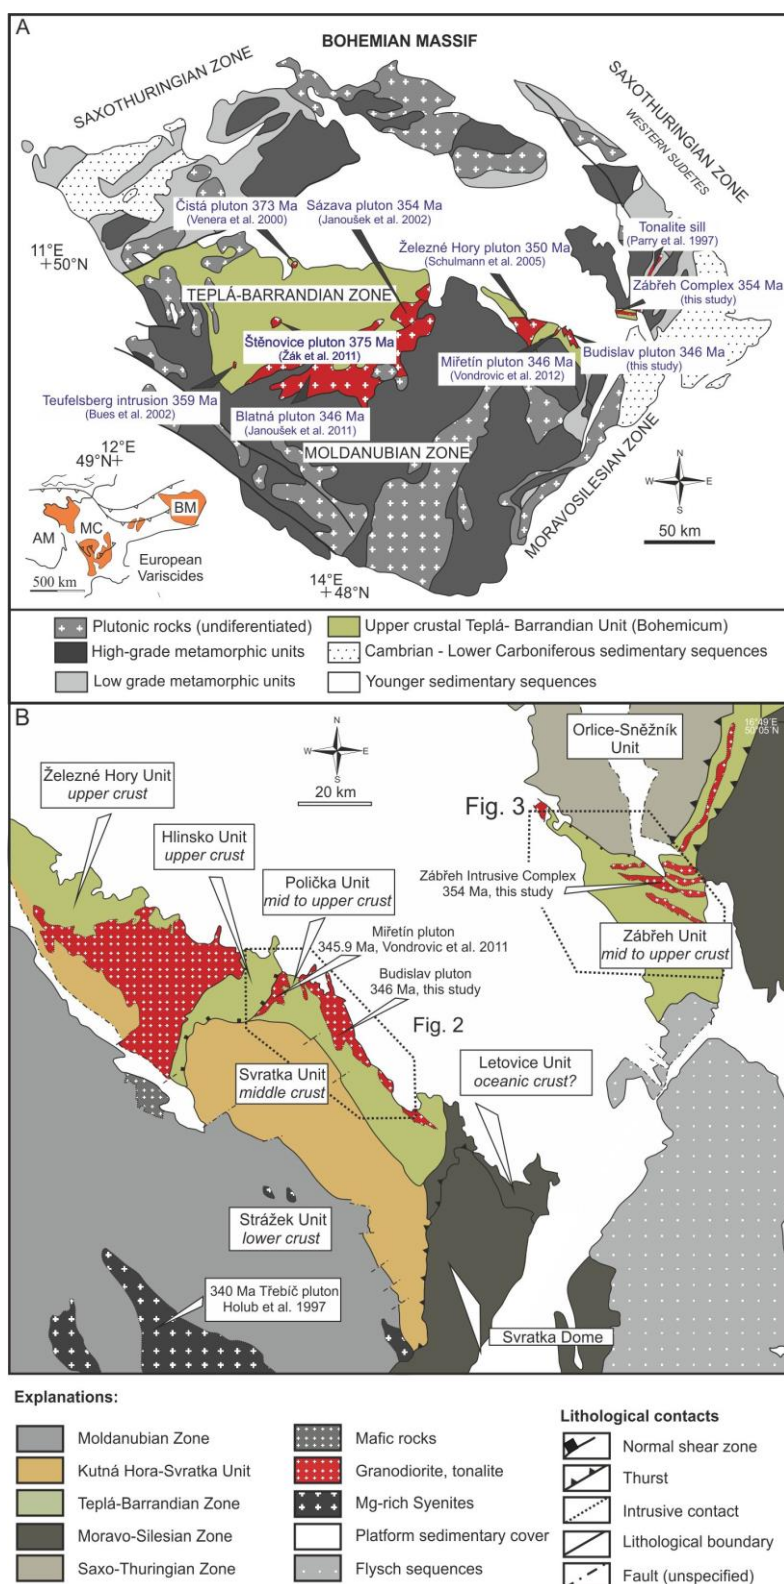 A
BOHEMIAN MASSIF
SAXOTHURINGIAN ZONE
SAXOTHURINGIAN ZONE
WESTERN SUDETES
Čistá pluton 373 Ma
(Venera et al. 2000)
Sázava pluton 354 Ma
(Janoušek et al. 2002)
Tonalite sill
(Parry et al. 1997)
11°E
+50°N
Železné Hory pluton 350 Ma
(Schulmann et al. 2005)
Zábřeh Complex 354 Ma
(this study)
TEPLÁ-BARRANDIAN ZONE
Štěnovice pluton 375 Ma
(Žák et al. 2011)
Miřetín pluton 346 Ma
(Vondrovic et al. 2012)
Budislav pluton 346 Ma
(this study)
Teufelsberg intrusion 359 Ma
(Bues et al. 2002)
Blatná pluton 346 Ma
(Janoušek et al. 2011)
MOLDANUBIAN ZONE
MORAVOSILESIAN ZONE
12°E
49°N+
N
W
E
S
50 km
AM
MC
BM
European
Variscides
500 km
14°E
+48°N
Plutonic rocks (undiferentiated)
Upper crustal Teplá- Barrandian Unit (Bohemicum)
High-grade metamorphic units
Cambrian - Lower Carboniferous sedimentary sequences
Low grade metamorphic units
Younger sedimentary sequences
B
N
W
E
S
20 km
16°49´E
50°05´N
Orlice-Sněžník
Unit
Železné Hory Unit
upper crust
Fig. 3
Hlinsko Unit
upper crust
Polička Unit
mid to upper crust
Zábřeh Intrusive Complex
354 Ma, this study
Miřetín pluton
345.9 Ma, Vondrovic et al. 2011
Zábřeh Unit
mid to upper crust
Budislav pluton
346 Ma, this study
Fig. 2
Svratka Unit
middle crust
Letovice Unit
oceanic crust?
Strážek Unit
lower crust
340 Ma Třebíč pluton
Holub et al. 1997
Svratka Dome
Explanations:
Moldanubian Zone
Kutná Hora-Svratka Unit
Teplá-Barrandian Zone
Moravo-Silesian Zone
Saxo-Thuringian Zone
Mafic rocks
Granodiorite, tonalite
Mg-rich Syenites
Platform sedimentary cover
Flysch sequences
Lithological contacts
Normal shear zone
Thurst
Intrusive contact
Lithological boundary
Fault (unspecified)